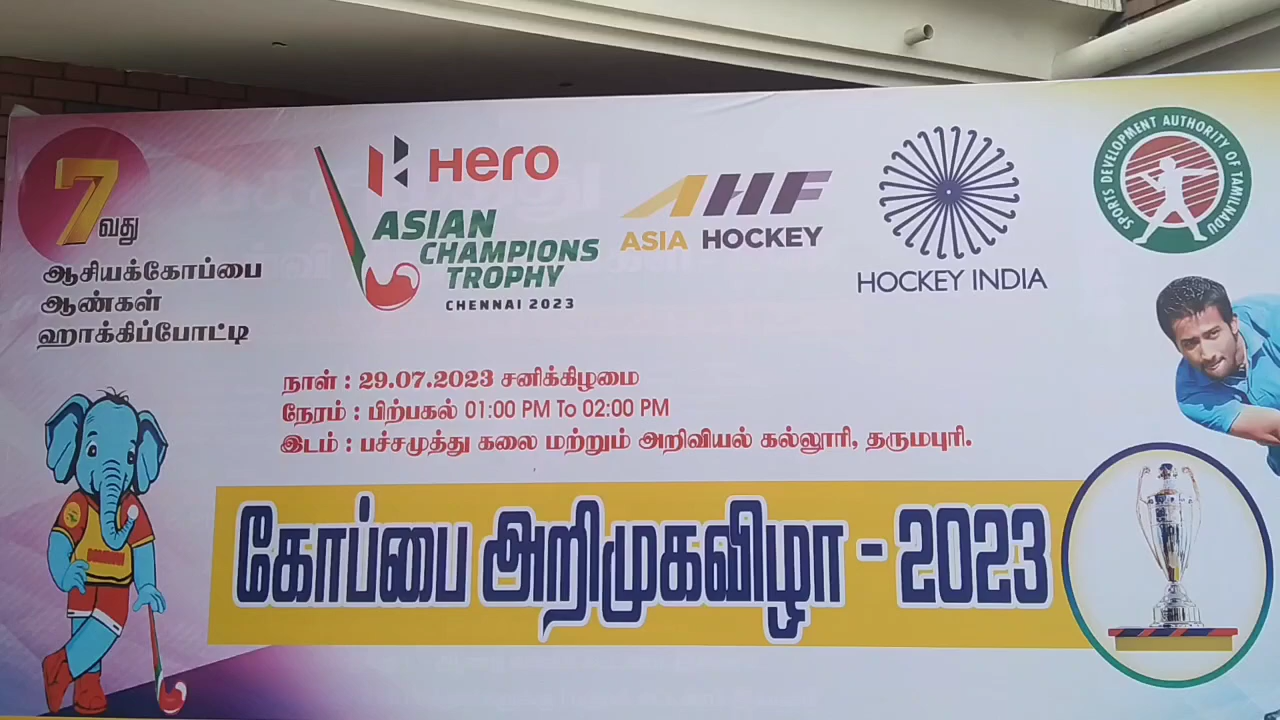 7வது
ஆசியக்கோப்பை
ஆண்கள்
ஹாக்கிப்போட்டி
Hero
ASIAN
CHAMPIONS
TROPHY
CHENNAI 2023
AHF
ASIA HOCKEY
HOCKEY INDIA
SPORTS DEVELOPMENT AUTHORITY OF TAMILNADU
நாள் : 29.07.2023 சனிக்கிழமை
நேரம் : பிற்பகல் 01:00 PM To 02:00 PM
இடம் : பச்சமுத்து கலை மற்றும் அறிவியல் கல்லூரி, தருமபுரி.
கோப்பை அறிமுகவிழா - 2023